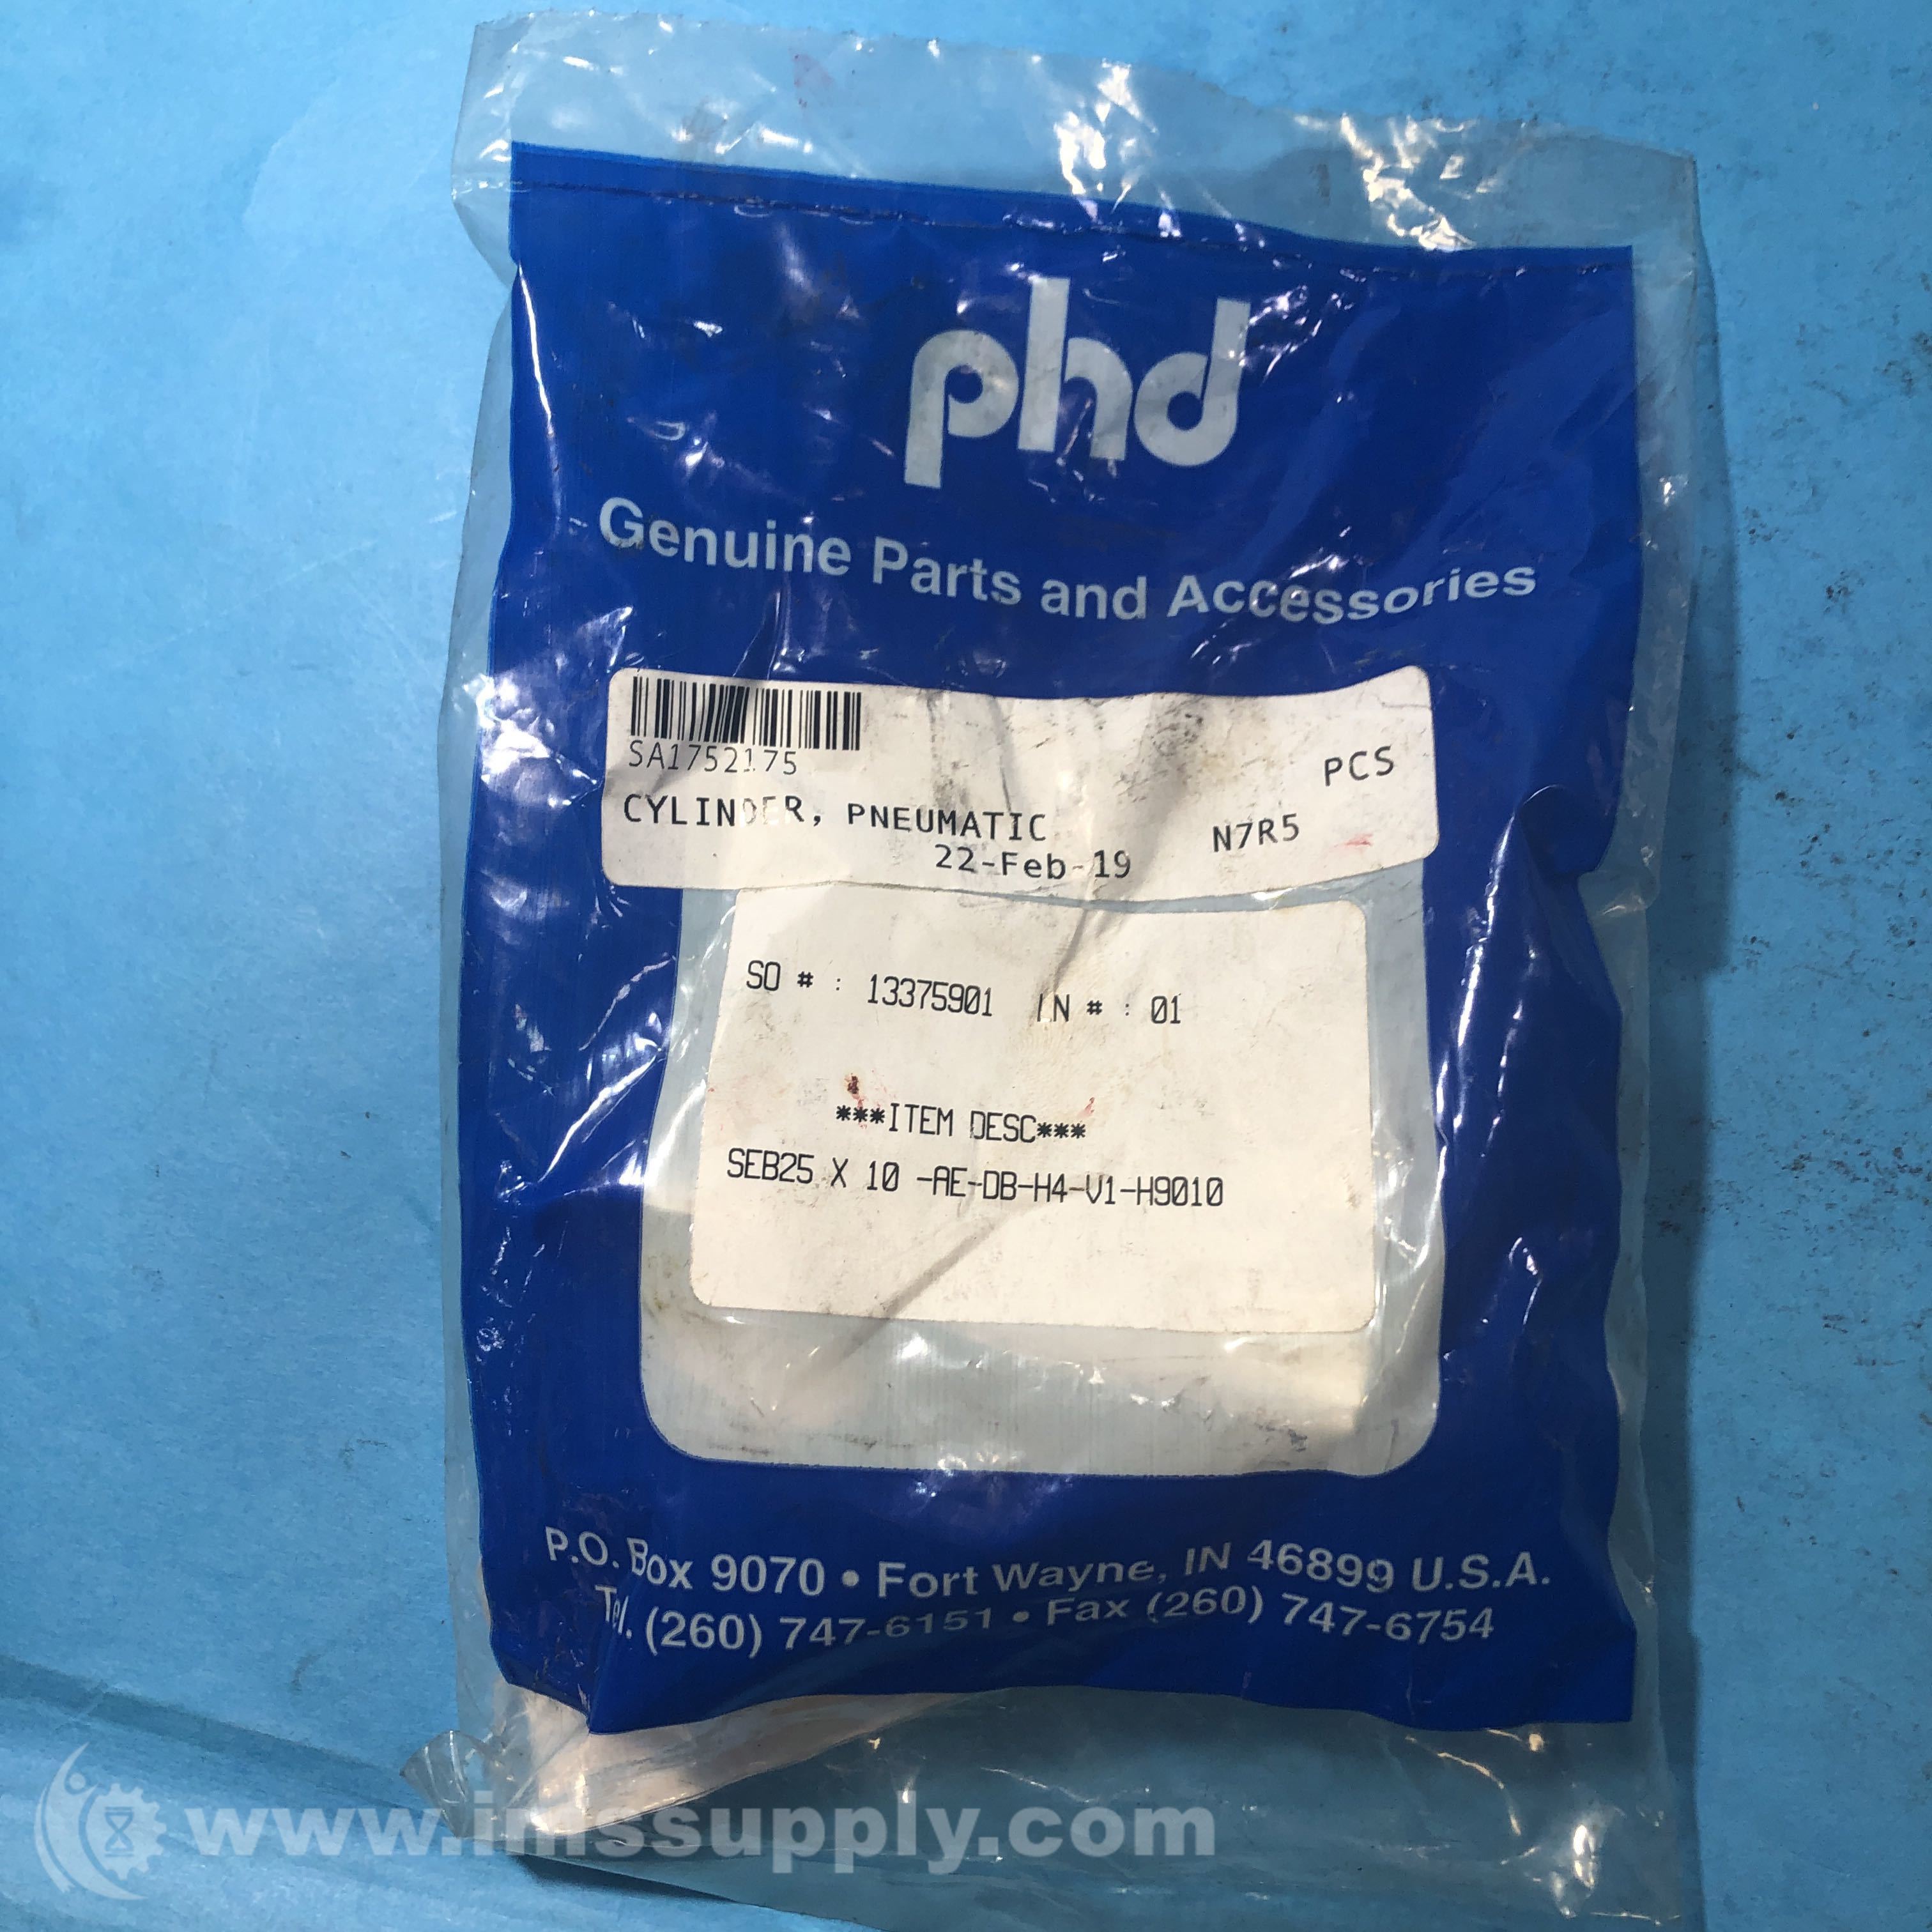 phd
Genuine Parts and Accessories
SA1752175
PCS
CYLINDER, PNEUMATIC
N7R5
22-Feb-19
SO # : 13375901 LN # : 01
***ITEM DESC***
SEB25 X 10 -AE-DB-H4-V1-H9010
P.O. Box 9070 • Fort Wayne, IN 46899 U.S.A.
Tel. (260) 747-6151 • Fax (260) 747-6754
www.imssupply.com